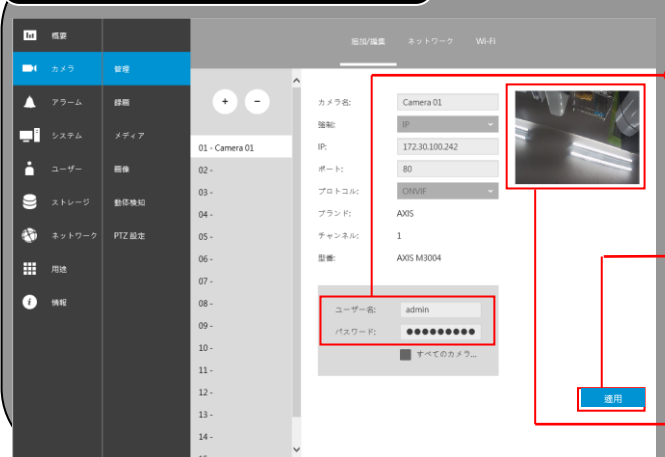 概要
カメラ
アラーム
システム
ユーザー
ストレージ
ネットワーク
用途
情報
管理
録画
メディア
画像
動体検知
PTZ 設定
追加/編集 ネットワーク Wi-Fi
+ -
01 - Camera 01
02 -
03 -
04 -
05 -
06 -
07 -
08 -
09 -
10 -
11 -
12 -
13 -
14 -
カメラ名: Camera 01
強制: IP
IP: 172.30.100.242
ポート: 80
プロトコル: ONVIF
ブランド: AXIS
チャンネル: 1
型番: AXIS M3004
ユーザー名: admin
パスワード: ●●●●●●●●●
すべてのカメラ...
適用